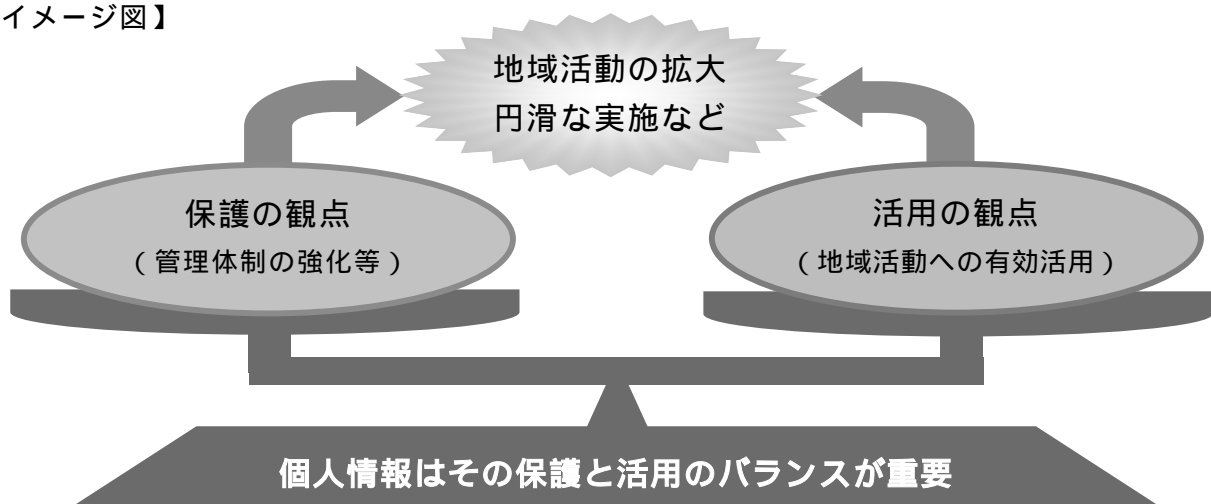 イメージ図】
地域活動の拡大
円滑な実施など
保護の観点
（管理体制の強化等）
活用の観点
（地域活動への有効活用）
個人情報はその保護と活用のバランスが重要